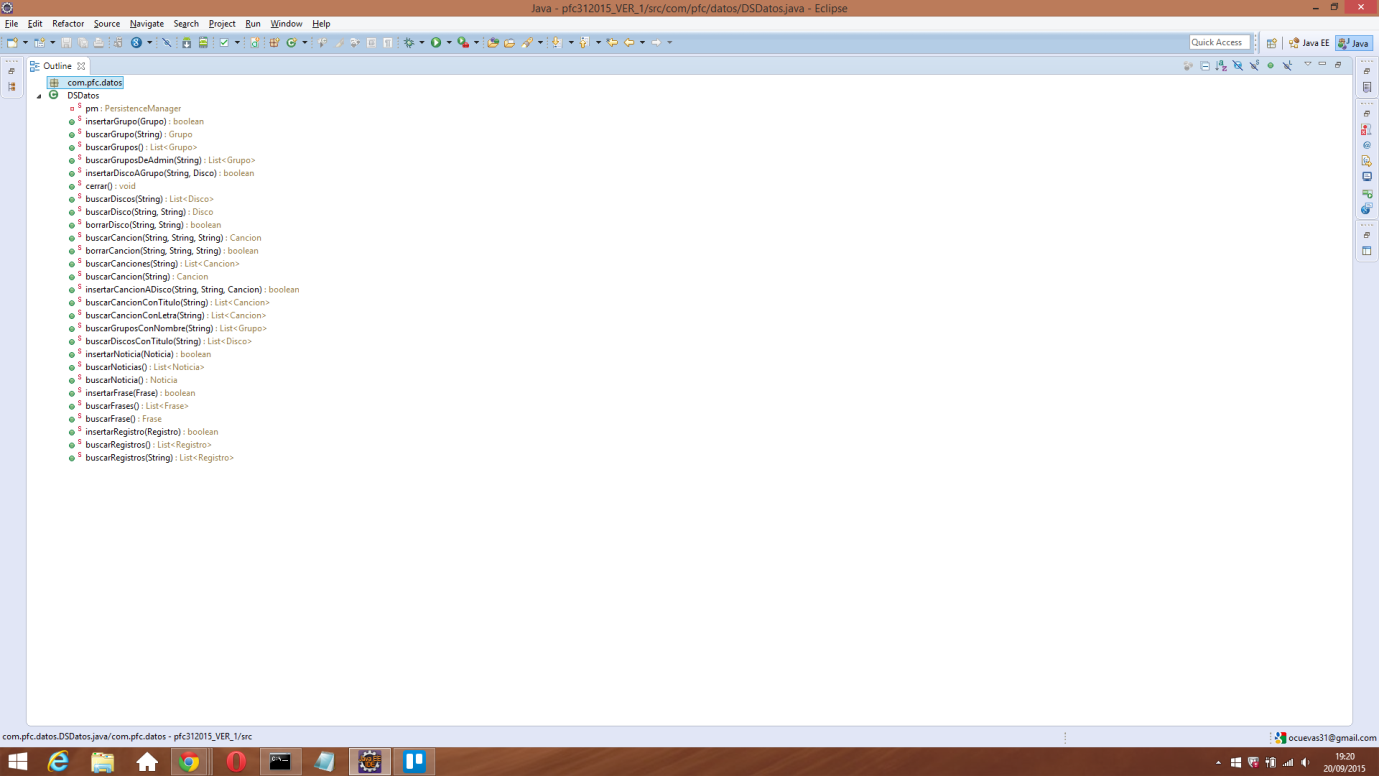 Java - pfc312015_VER_1/src/com/pfc/datos/DSDatos.java - Eclipse
File Edit Refactor Source Navigate Search Project Run Window Help
Quick Access Java EE Java
Outline
com.pfc.datos
DSDatos
pm : PersistenceManager
insertarGrupo(Grupo) : boolean
buscarGrupo(String) : Grupo
buscarGrupos() : List<Grupo>
buscarGruposDeAdmin(String) : List<Grupo>
insertarDiscoAGrupo(String, Disco) : boolean
cerrar() : void
buscarDiscos(String) : List<Disco>
buscarDisco(String, String) : Disco
borrarDisco(String, String) : boolean
buscarCancion(String, String, String) : Cancion
borrarCancion(String, String, String) : boolean
buscarCanciones(String) : List<Cancion>
buscarCancion(String) : Cancion
insertarCancionADisco(String, String, Cancion) : boolean
buscarCancionConTitulo(String) : List<Cancion>
buscarCancionConLetra(String) : List<Cancion>
buscarGruposConNombre(String) : List<Grupo>
buscarDiscosConTitulo(String) : List<Disco>
insertarNoticia(Noticia) : boolean
buscarNoticias() : List<Noticia>
buscarNoticia() : Noticia
insertarFrase(Frase) : boolean
buscarFrases() : List<Frase>
buscarFrase() : Frase
insertarRegistro(Registro) : boolean
buscarRegistros() : List<Registro>
buscarRegistros(String) : List<Registro>
com.pfc.datos.DSDatos.java/com.pfc.datos - pfc312015_VER_1/src
ocuevas31@gmail.com
19:20
20/09/2015